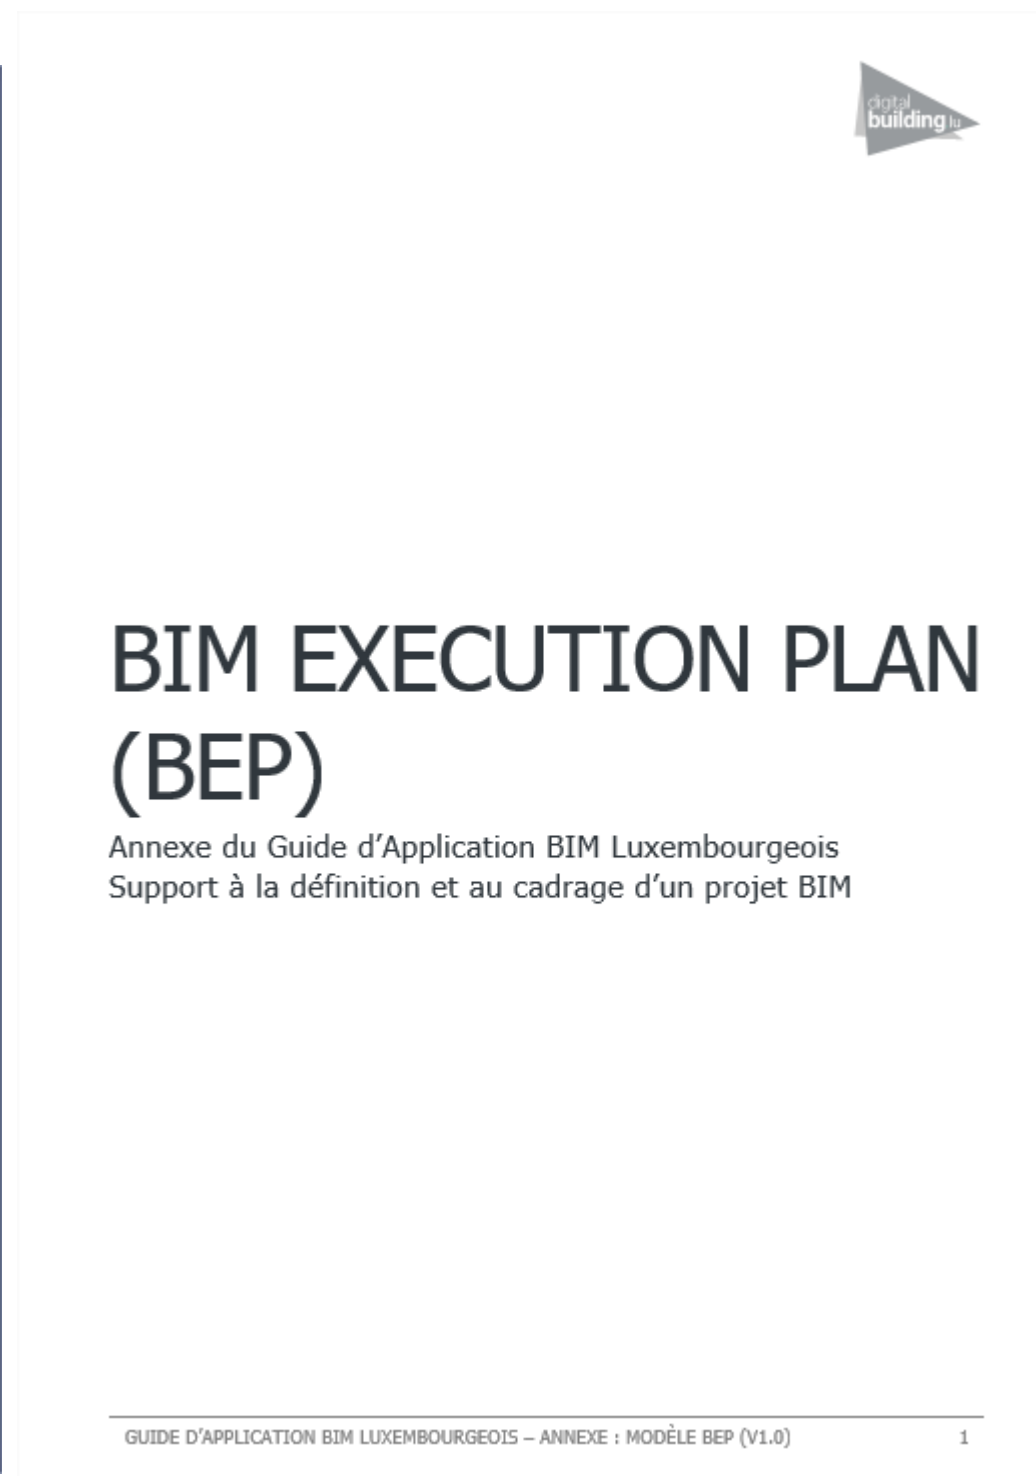 digital
building lu
BIM EXECUTION PLAN
(BEP)
Annexe du Guide d’Application BIM Luxembourgeois
Support à la définition et au cadrage d’un projet BIM
GUIDE D’APPLICATION BIM LUXEMBOURGEOIS – ANNEXE : MODÈLE BEP (V1.0) 1